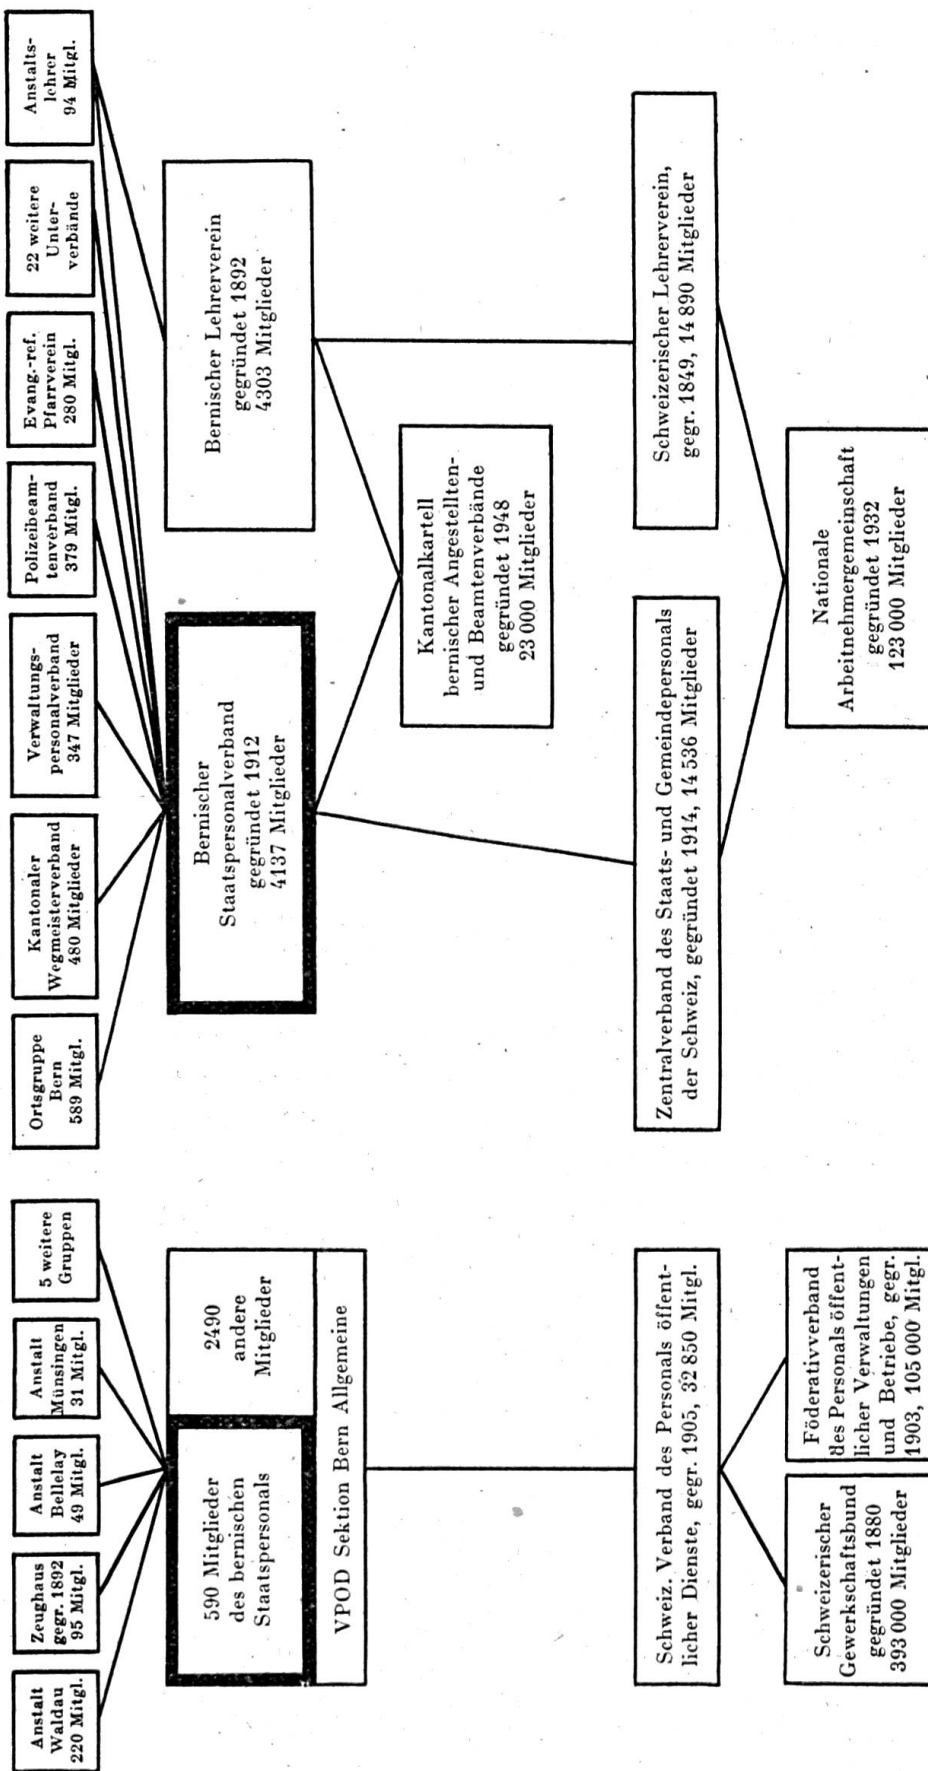 Anstalt
Waldau
220 Mitgl.
Zeughaus
gegr. 1892
95 Mitgl.
Anstalt
Bellelay
49 Mitgl.
Anstalt
Münsingen
31 Mitgl.
5 weitere
Gruppen
Ortsgruppe
Bern
589 Mitgl.
Kantonaler
Wegmeisterverband
480 Mitglieder
Verwaltungs-
personalverband
347 Mitglieder
Polizeibeam-
tenverband
379 Mitgl.
Evang.-ref.
Pfarrverein
280 Mitgl.
22 weitere
Unter-
verbände
Anstalts-
lehrer
94 Mitgl.
590 Mitglieder
des bernischen
Staatspersonals
2490
andere
Mitglieder
VPOD Sektion Bern Allgemeine
Bernischer
Staatspersonalverband
gegründet 1912
4137 Mitglieder
Bernischer Lehrerverein
gegründet 1892
4303 Mitglieder
Kantonalkartell
bernischer Angestellten-
und Beamtenverbände
gegründet 1948
23 000 Mitglieder
Schweiz. Verband des Personals öffent-
licher Dienste, gegr. 1905, 32 850 Mitgl.
Zentralverband des Staats- und Gemeindepersonals
der Schweiz, gegründet 1914, 14 536 Mitglieder
Schweizerischer Lehrerverein,
gegr. 1849, 14 890 Mitglieder
Schweizerischer
Gewerkschaftsbund
gegründet 1880
393 000 Mitglieder
Föderativverband
des Personals öffent-
licher Verwaltungen
und Betriebe, gegr.
1903, 105 000 Mitgl.
Nationale
Arbeitnehmergemeinschaft
gegründet 1932
123 000 Mitglieder